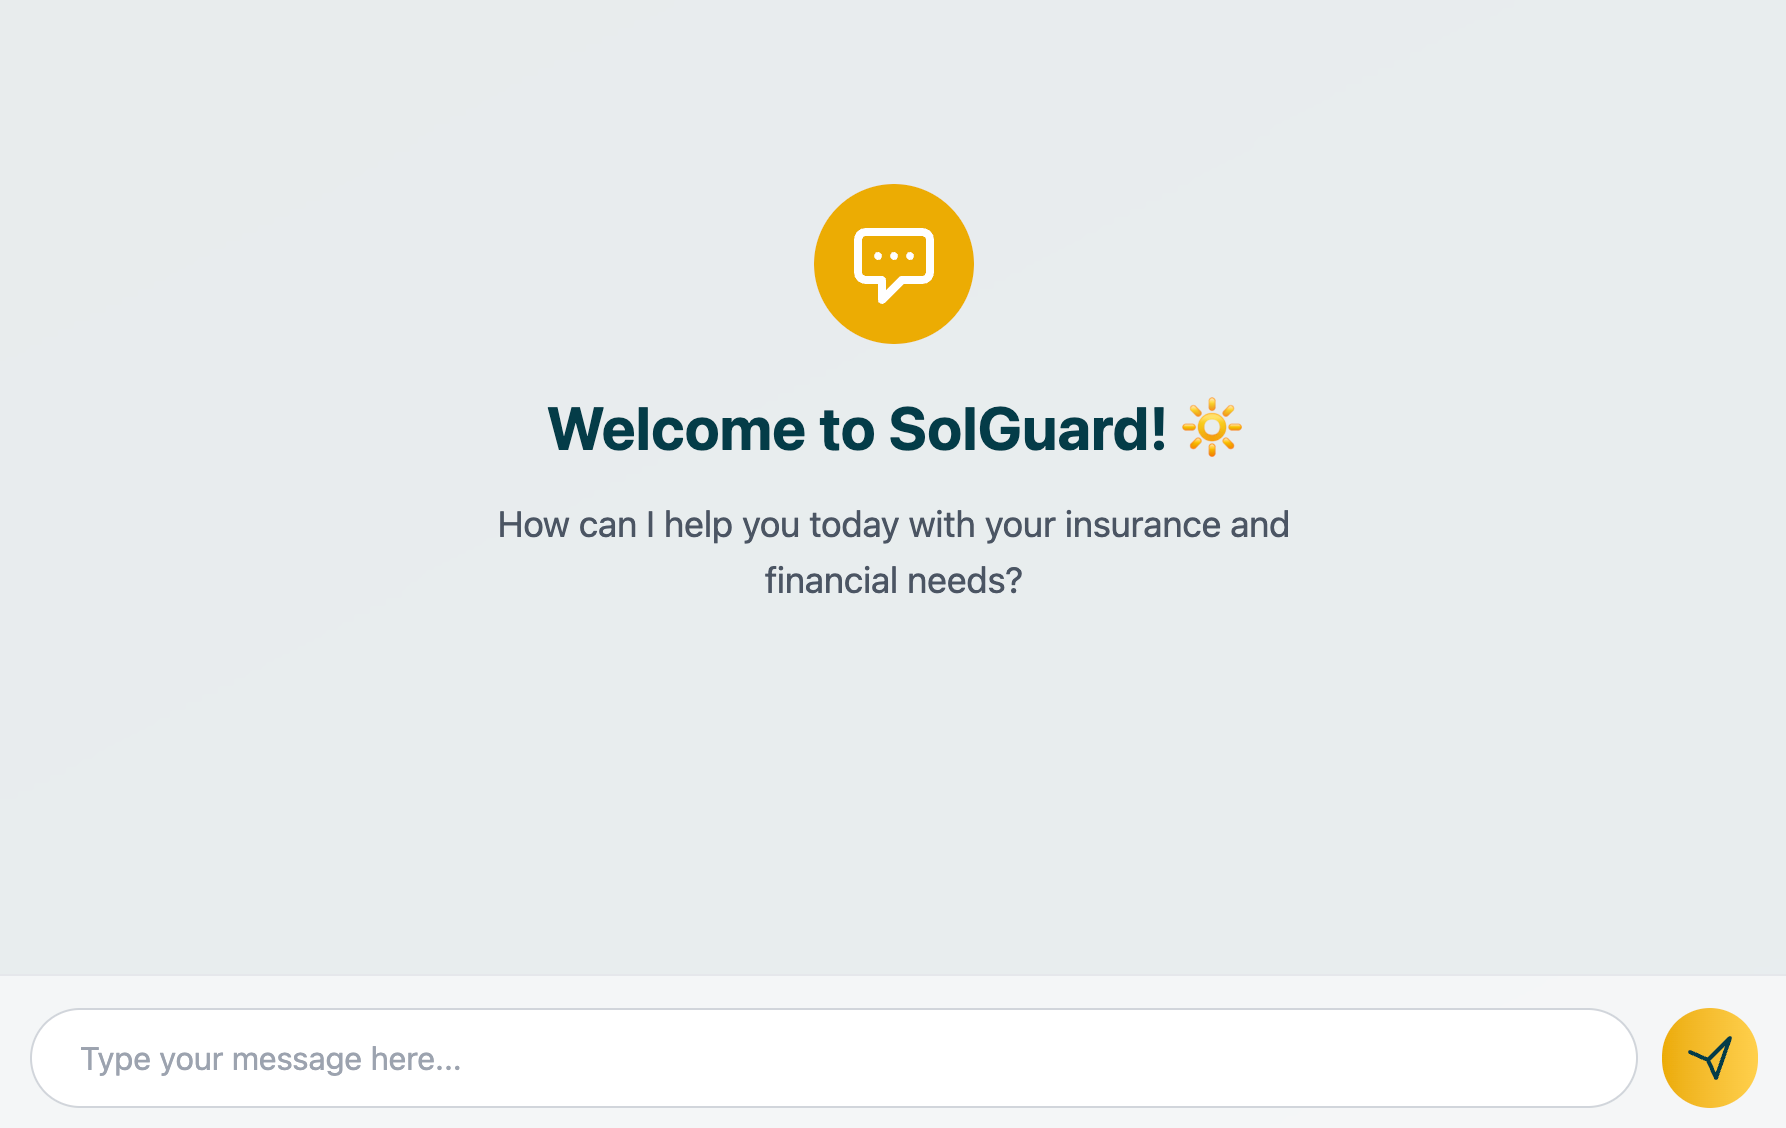 Welcome to SolGuard! 🔆
How can I help you today with your insurance and
financial needs?
Type your message here...